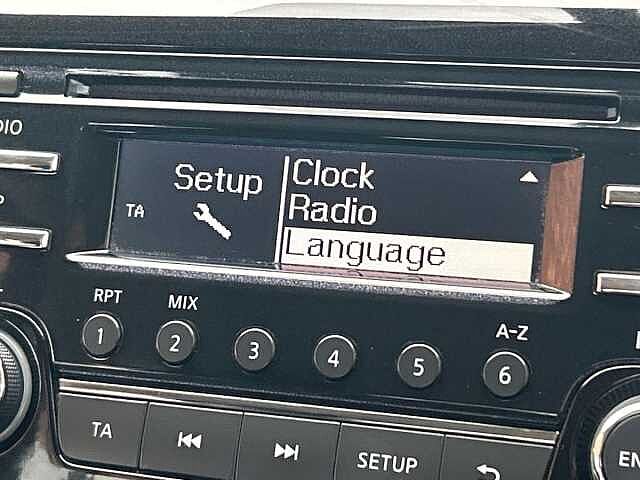 Setup
TA
Clock
Radio
Language
RPT
MIX
A-Z
1
2
3
4
5
6
TA
SETUP